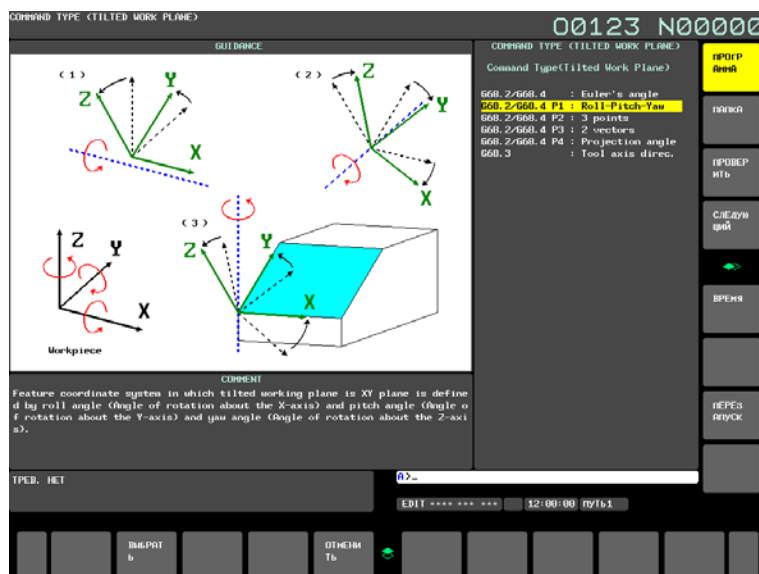 COMMAND TYPE (TILTED WORK PLANE)
O0123 N00000
GUIDANCE
(1)
Z
Y
X
(2)
Z
Y
X
(3)
Z
Y
X
Z
Y
X
Workpiece
COMMENT
Feature coordinate system in which tilted working plane is XY plane is define
d by roll angle (Angle of rotation about the X-axis) and pitch angle (Angle o
f rotation about the Y-axis) and yaw angle (Angle of rotation about the Z-axi
s).
COMMAND TYPE (TILTED WORK PLANE)
Command Type(Tilted Work Plane)
G68.2/G68.4 : Euler's angle
G68.2/G68.4 P1 : Roll-Pitch-Yaw
G68.2/G68.4 P2 : 3 points
G68.2/G68.4 P3 : 2 vectors
G68.2/G68.4 P4 : Projection angle
G68.3 : Tool axis direc.
ПРОГР
АММА
ПАПКА
ПРОВЕР
ИТЬ
СЛЕДУЮ
ЩИЙ
ВРЕМЯ
ПЕРЕЗ
АПУСК
ТРЕВ. НЕТ
A>_
EDIT **** *** ***
12:00:00
ПУТЬ1
ВЫБРАТ
Ь
ОТМЕНИ
ТЬ